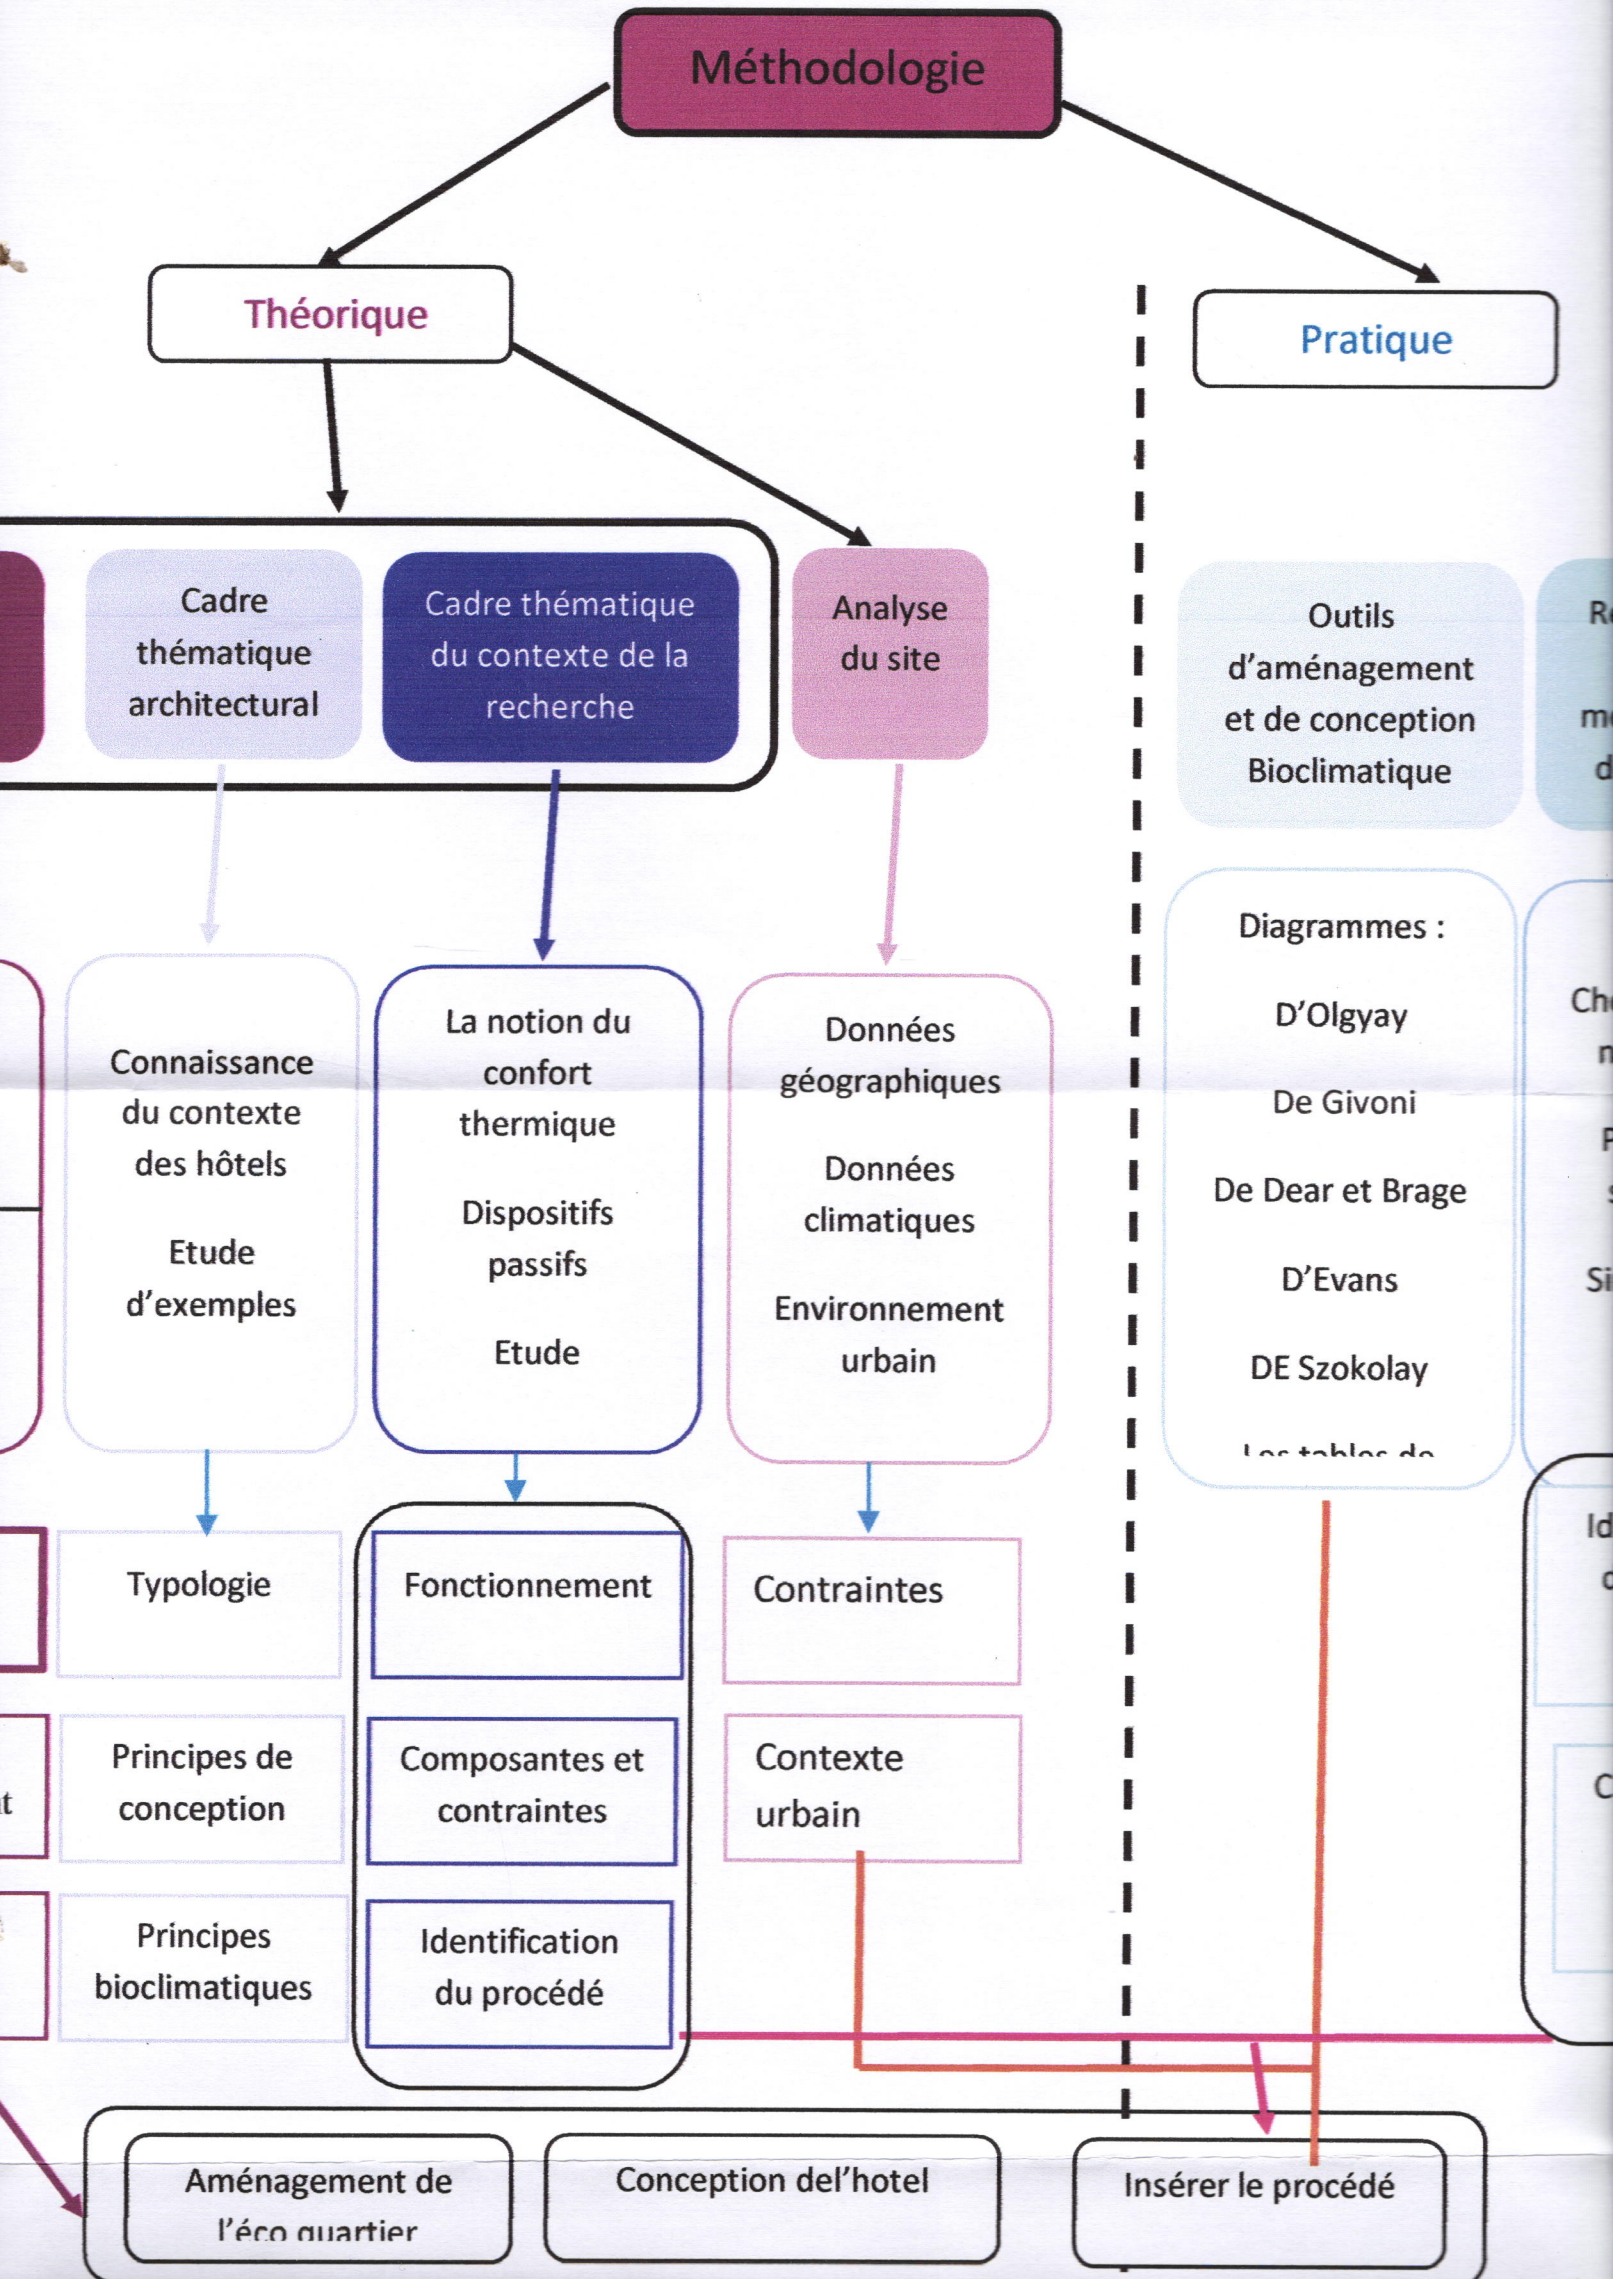 Méthodologie
Théorique
Pratique
Cadre
thématique
architectural
Cadre thématique
du contexte de la
recherche
Analyse
du site
Outils
d'aménagement
et de conception
Bioclimatique
Connaissance
du contexte
des hôtels
Etude
d'exemples
La notion du
confort
thermique
Dispositifs
passifs
Etude
Données
géographiques
Données
climatiques
Environnement
urbain
Diagrammes :
D'Olgyay
De Givoni
De Dear et Brage
D'Evans
DE Szokolay
Les tables de
Typologie
Fonctionnement
Contraintes
Principes de
conception
Composantes et
contraintes
Contexte
urbain
Principes
bioclimatiques
Identification
du procédé
Aménagement de
l'éco quartier
Conception del'hotel
Insérer le procédé